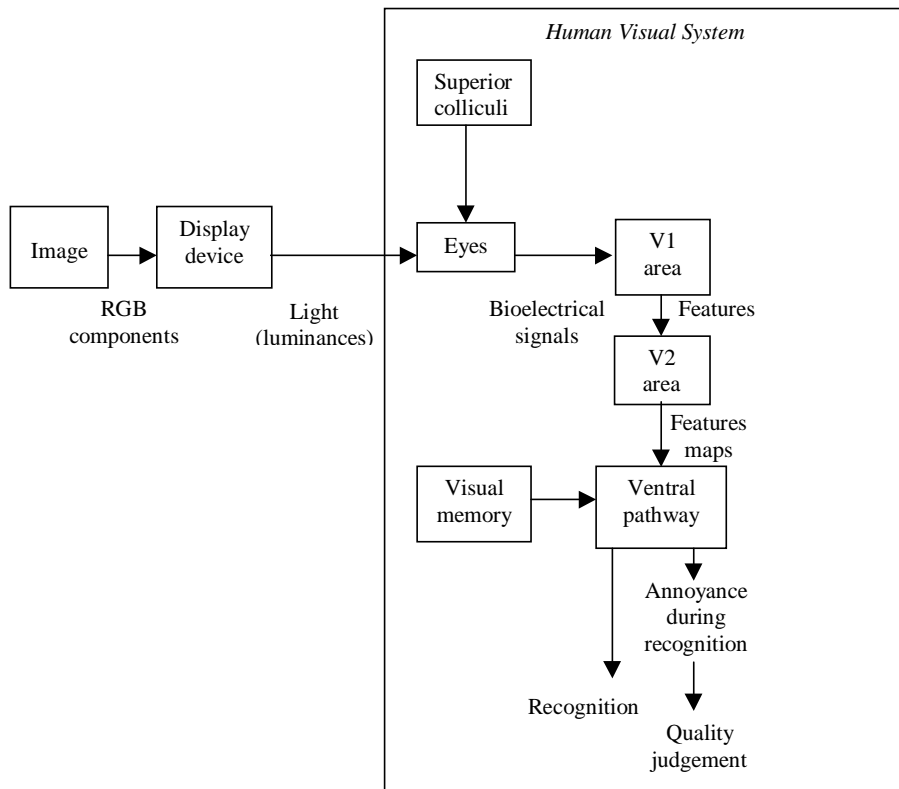 Human Visual System
Superior
colliculi
Image
Display
device
Eyes
V1
area
RGB
components
Light
(luminances)
Bioelectrical
signals
Features
V2
area
Features
maps
Visual
memory
Ventral
pathway
Annoyance
during
recognition
Recognition
Quality
judgement